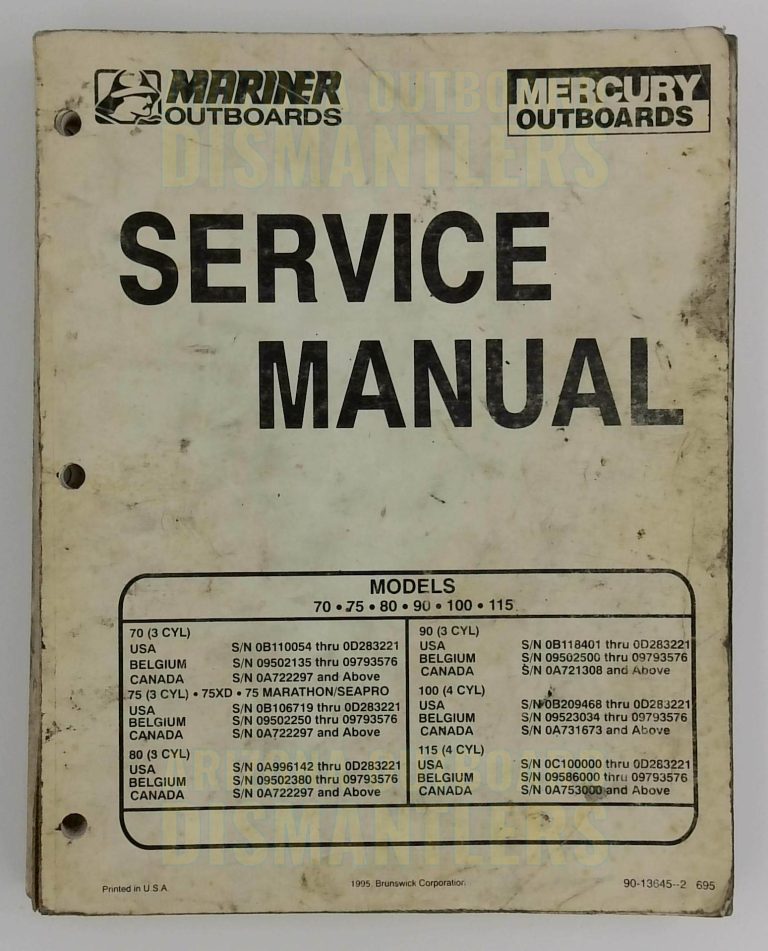 MARINER
OUTBOARDS
MERCURY
OUTBOARDS
ARIZONA OUTBOARD
DISMANTLERS
SERVICE
MANUAL
MODELS
70 • 75 • 80 • 90 • 100 • 115
70 (3 CYL)
USA S/N 0B110054 thru 0D283221
BELGIUM S/N 09502135 thru 09793576
CANADA S/N 0A722297 and Above
75 (3 CYL) • 75XD • 75 MARATHON/SEAPRO
USA S/N 0B106719 thru 0D283221
BELGIUM S/N 09502250 thru 09793576
CANADA S/N 0A722297 and Above
80 (3 CYL)
USA S/N 0A996142 thru 0D283221
BELGIUM S/N 09502380 thru 09793576
CANADA S/N 0A722297 and Above
90 (3 CYL)
USA S/N 0B118401 thru 0D283221
BELGIUM S/N 09502500 thru 09793576
CANADA S/N 0A721308 and Above
100 (4 CYL)
USA S/N 0B209468 thru 0D283221
BELGIUM S/N 09523034 thru 09793576
CANADA S/N 0A731673 and Above
115 (4 CYL)
USA S/N 0C100000 thru 0D283221
BELGIUM S/N 09586000 thru 09793576
CANADA S/N 0A753000 and Above
ARIZONA OUTBOARD
DISMANTLERS
Printed in U.S.A.
1995, Brunswick Corporation
90-13645--2 695